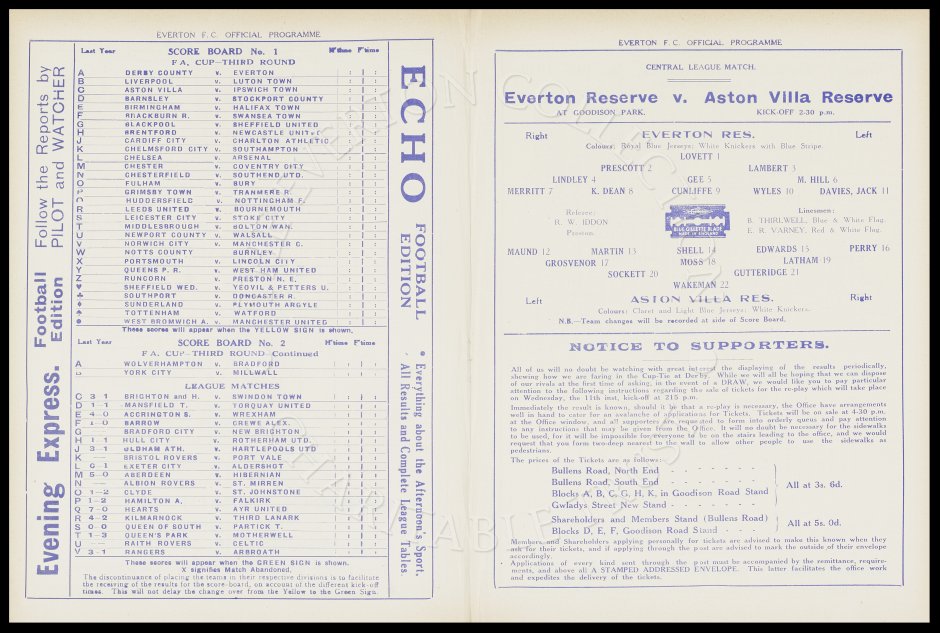 EVERTON F.C. OFFICIAL PROGRAMME
Evening Express. Football Edition
Follow the Reports by PILOT and WATCHER
Last Year SCORE BOARD No. 1 H'time F'time
F A. CUP—THIRD ROUND
A DERBY COUNTY v. EVERTON
B LIVERPOOL v. LUTON TOWN
C ASTON VILLA v. IPSWICH TOWN
D BARNSLEY v. STOCKPORT COUNTY
E BIRMINGHAM v. HALIFAX TOWN
F BRACKBURN R. v. SWANSEA TOWN
G BLACKPOOL v. SHEFFIELD UNITED
H BRENTFORD v. NEWCASTLE UNITED
J CARDIFF CITY v. CHARLTON ATHLETIC
K CHELMSFORD CITY v. SOUTHAMPTON
L CHELSEA v. ARSENAL
M CHESTER v. COVENTRY CITY
N CHESTERFIELD v. SOUTHEND UTD.
O FULHAM v. BURY
P GRIMSBY TOWN v. TRANMERE R.
Q HUDDERSFIELD v. NOTTINGHAM F.
R LEEDS UNITED v. BOURNEMOUTH
S LEICESTER CITY v. STOKE CITY
T MIDDLESBROUGH v. BOLTON WAN.
U NEWPORT COUNTY v. WALSALL
V NORWICH CITY v. MANCHESTER C.
W NOTTS COUNTY v. BURNLEY
X PORTSMOUTH v. LINCOLN CITY
Y QUEENS P. R. v. WEST HAM UNITED
Z RUNCORN v. PRESTON N. E.
♥ SHEFFIELD WED. v. YEOVIL & PETTERS U.
♣ SOUTHPORT v. DONCASTER R.
♦ SUNDERLAND v. PLYMOUTH ARGYLE
♠ TOTTENHAM v. WATFORD
● WEST BROMWICH A. v. MANCHESTER UNITED
These scores will appear when the YELLOW SIGN is shown.
Last Year SCORE BOARD No. 2 H'time F'time
F A. CUP—THIRD ROUND—Continued
A WOLVERHAMPTON v. BRADFORD
YORK CITY v. MILLWALL
LEAGUE MATCHES
C 3 1 BRIGHTON and H. v. SWINDON TOWN
D 1-1 MANSFIELD T. v. TORQUAY UNITED
E 4-0 ACCRINGTON S. v. WREXHAM
F 1-0 BARROW v. CREWE ALEX.
G BRADFORD CITY v. NEW BRIGHTON
H 1 1 HULL CITY v. ROTHERHAM UTD.
J 3-1 OLDHAM ATH. v. HARTLEPOOLS UTD
K BRISTOL ROVERS v. PORT VALE
L 0-1 EXETER CITY v. ALDERSHOT
M 5-0 ABERDEEN v. HIBERNIAN
N ALBION ROVERS v. ST. MIRREN
O 1-2 CLYDE v. ST. JOHNSTONE
P 1-2 HAMILTON A. v. FALKIRK
Q 7-0 HEARTS v. AYR UNITED
R 4-2 KILMARNOCK v. THIRD LANARK
S 0 0 QUEEN OF SOUTH v. PARTICK T.
T 1-3 QUEEN'S PARK v. MOTHERWELL
U RAITH ROVERS v. CELTIC
V 3-1 RANGERS v. ARBROATH
These scores will appear when the GREEN SIGN is shown.
X signifies Match Abandoned,
The discontinuance of placing the teams in their respective divisions is to facilitate
the receiving of the results for the score-board, on account of the different kick-off
times. This will not delay the change over from the Yellow to the Green Sign.
ECHO FOOTBALL EDITION
• Everything about the Afternoon's Sport.
All Results and Complete League Tables
EVERTON F.C. OFFICIAL PROGRAMME
CENTRAL LEAGUE MATCH.
Everton Reserve v. Aston Villa Reserve
AT GOODISON PARK. KICK-OFF 2-30 p.m.
Right EVERTON RES. Left
Colours: Royal Blue Jerseys; White Knickers with Blue Stripe.
LOVETT 1
PRESCOTT 2 LAMBERT 3
LINDLEY 4 GEE 5 M. HILL 6
MERRITT 7 K. DEAN 8 CUNLIFFE 9 WYLES 10 DAVIES, JACK 11
Referee: Linesmen:
R. W. IDDON B. THIRLWELL, Blue & White Flag.
Preston E. R. VARNEY, Red & White Flag.
BLUE GILLETTE BLADE
MADE IN ENGLAND
MAUND 12 MARTIN 13 SHELL 14 EDWARDS 15 PERRY 16
GROSVENOR 17 MOSS 18 LATHAM 19
SOCKETT 20 GUTTERIDGE 21
WAKEMAN 22
Left ASTON VILLA RES. Right
Colours: Claret and Light Blue Jerseys; White Knickers.
N.B.—Team changes will be recorded at side of Score Board.
NOTICE TO SUPPORTERS.
All of us will no doubt be watching with great interest the displaying of the results periodically,
shewing how we are faring in the Cup-Tie at Derby. While we will all be hoping that we can dispose
of our rivals at the first time of asking, in the event of a DRAW, we would like you to pay particular
attention to the following instructions regarding the sale of tickets for the re-play which will take place
on Wednesday, the 11th inst, kick-off at 2 15 p.m.
Immediately the result is known, should it be that a re-play is necessary, the Office have arrangements
well in hand to cater for an avalanche of applications for Tickets. Tickets will be on sale at 4-30 p.m.
at the Office window, and all supporters are requested to form into orderly queues and pay attention
to any instructions that may be given from the Office. It will no doubt be necessary for the sidewalks
to be used, for it will be impossible for everyone to be on the stairs leading to the office, and we would
request that you form two-deep nearest to the wall to allow other people to use the sidewalks as
pedestrians.
The prices of the Tickets are as follows:
Bullens Road, North End
Bullens Road, South End
Blocks A, B, C, G, H, K, in Goodison Road Stand
Gwladys Street New Stand
All at 3s. 6d.
Shareholders and Members Stand (Bullens Road)
Blocks D, E, F, Goodison Road Stand
All at 5s. 0d.
Members and Shareholders applying personally for tickets are advised to make this known when they
ask for their tickets, and if applying through the post are advised to mark the outside of their envelope
accordingly.
Applications of every kind sent through the post must be accompanied by the remittance, require-
ments, and above all A STAMPED ADDRESSED ENVELOPE. This latter facilitates the office work
and expedites the delivery of the tickets.